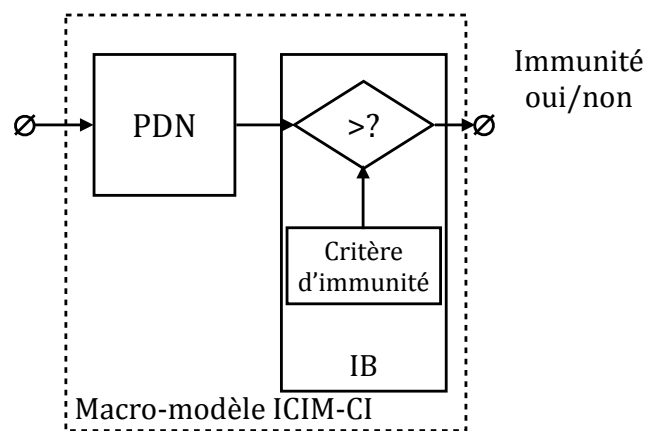 Immunité
oui/non
PDN
>?
Critère
d'immunité
IB
Macro-modèle ICIM-CI